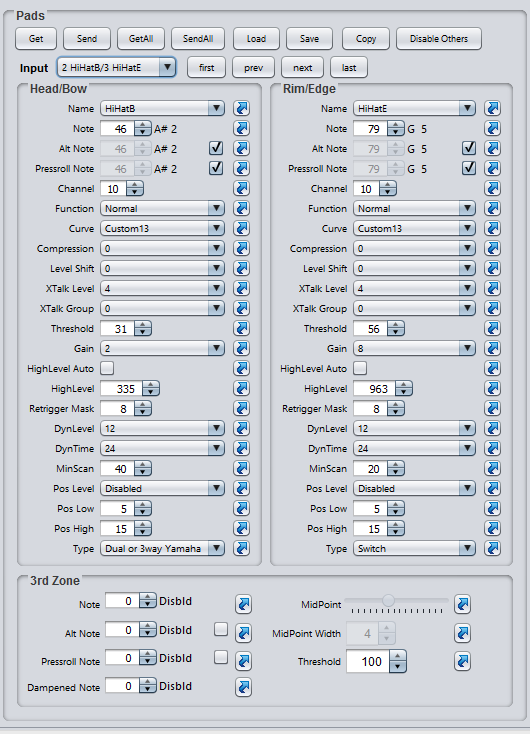 Pads
Get Send GetAll SendAll Load Save Copy Disable Others
Input 2 HiHatB/3 HiHatE first prev next last
Head/Bow
Name HiHatB
Note 46 A# 2
Alt Note 46 A# 2
Pressroll Note 46 A# 2
Channel 10
Function Normal
Curve Custom13
Compression 0
Level Shift 0
XTalk Level 4
XTalk Group 0
Threshold 31
Gain 2
HighLevel Auto
HighLevel 335
Retrigger Mask 8
DynLevel 12
DynTime 24
MinScan 40
Pos Level Disabled
Pos Low 5
Pos High 15
Type Dual or 3way Yamaha
Rim/Edge
Name HiHatE
Note 79 G 5
Alt Note 79 G 5
Pressroll Note 79 G 5
Channel 10
Function Normal
Curve Custom13
Compression 0
Level Shift 0
XTalk Level 4
XTalk Group 0
Threshold 56
Gain 8
HighLevel Auto
HighLevel 963
Retrigger Mask 8
DynLevel 12
DynTime 24
MinScan 20
Pos Level Disabled
Pos Low 5
Pos High 15
Type Switch
3rd Zone
Note 0 Disbld
Alt Note 0 Disbld
Pressroll Note 0 Disbld
Dampened Note 0 Disbld
MidPoint
MidPoint Width 4
Threshold 100